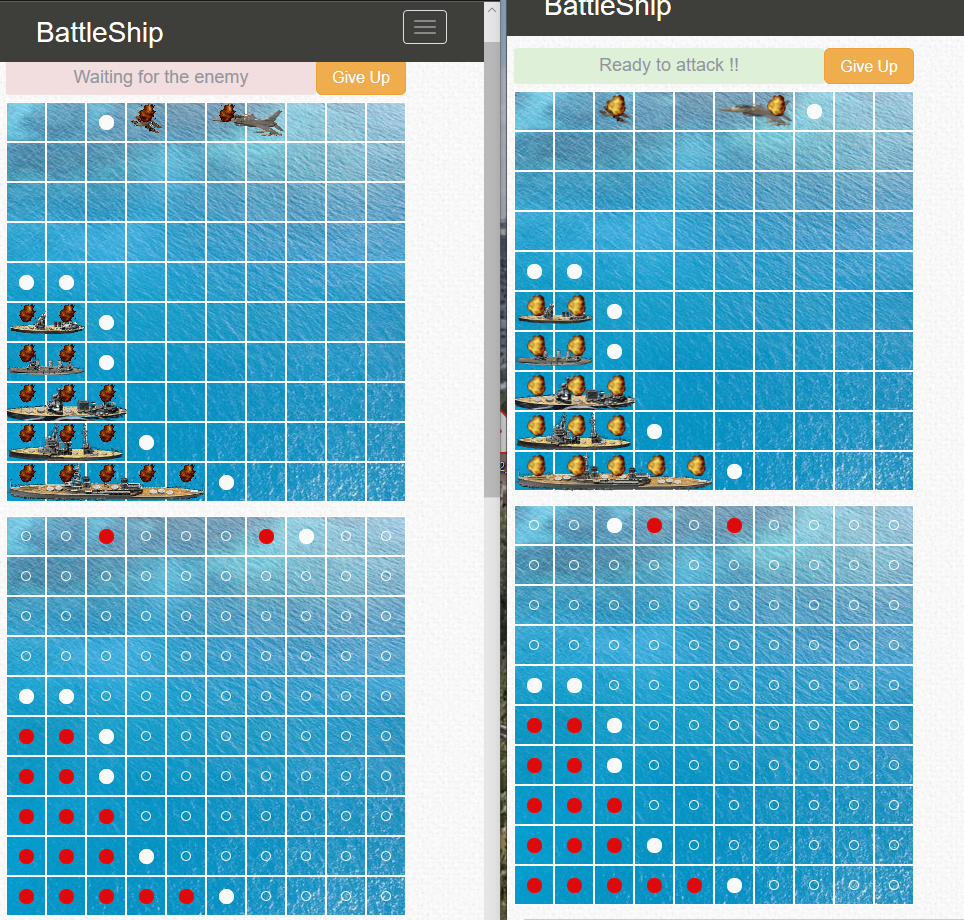 BattleShip
Waiting for the enemy
Give Up
BattleShip
Ready to attack !!
Give Up